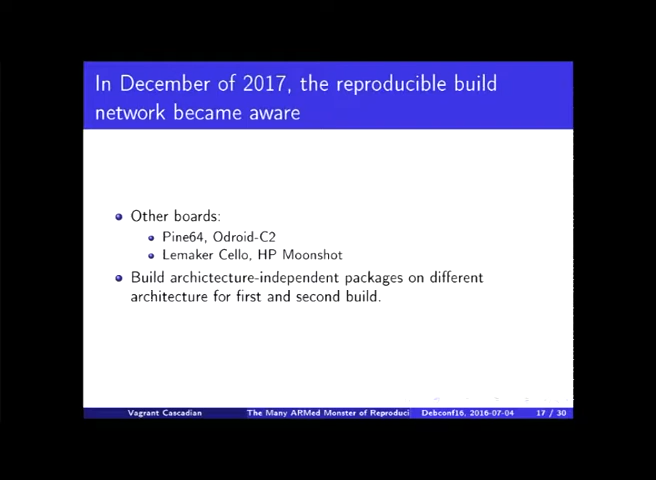 In December of 2017, the reproducible build
network became aware
Other boards:
Pine64, Odroid-C2
Lemaker Cello, HP Moonshot
Build archictecture-independent packages on different
architecture for first and second build.
Vagrant Cascadian The Many ARMed Monster of Reproduci Debconf16, 2016-07-04 17 / 30